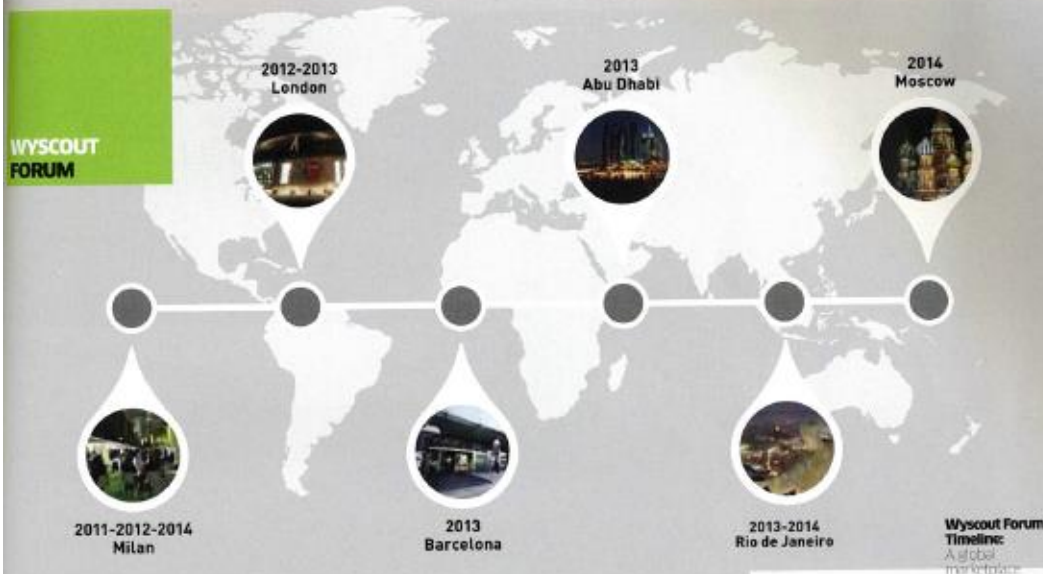 WYSCOUT
FORUM
2012-2013
London
2013
Abu Dhabi
2014
Moscow
2011-2012-2014
Milan
2013
Barcelona
2013-2014
Rio de Janeiro
Wyscout Forum
Timeline:
A global
marketplace